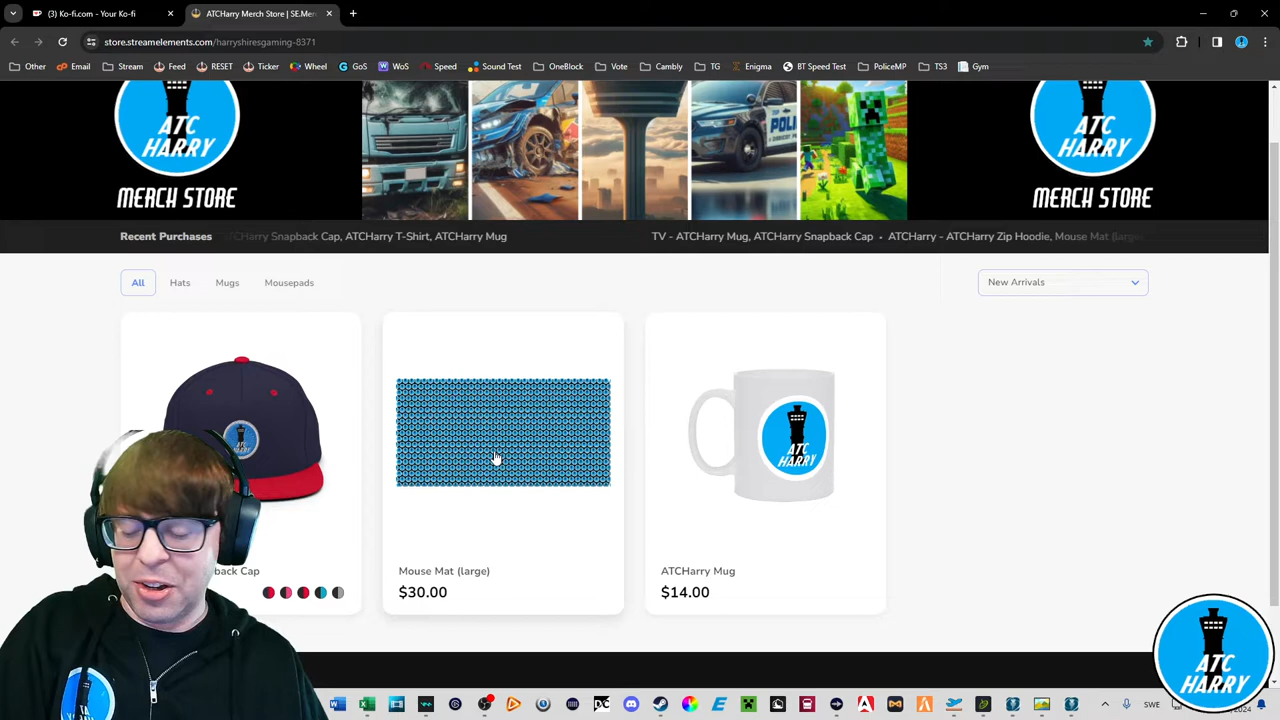 (3) Ko-fi.com - Your Ko-fi
ATCHarry Merch Store | SE.Mer
store.streamelements.com/harryshiresgaming-8371
Other
Email
Stream
Feed
RESET
Ticker
Wheel
GoS
WoS
Speed
Sound Test
OneBlock
Vote
Cambly
TG
Enigma
BT Speed Test
PoliceMP
TS3
Gym
ATC
HARRY
MERCH STORE
POLI
ATC
HARRY
MERCH STORE
Recent Purchases
ATCHarry Snapback Cap, ATCHarry T-Shirt, ATCHarry Mug
TV - ATCHarry Mug, ATCHarry Snapback Cap • ATCHarry - ATCHarry Zip Hoodie, Mouse Mat (large
All
Hats
Mugs
Mousepads
New Arrivals
ATC
HARRY
back Cap
Mouse Mat (large)
$30.00
ATCHarry Mug
$14.00
ATC
HARRY
SWE